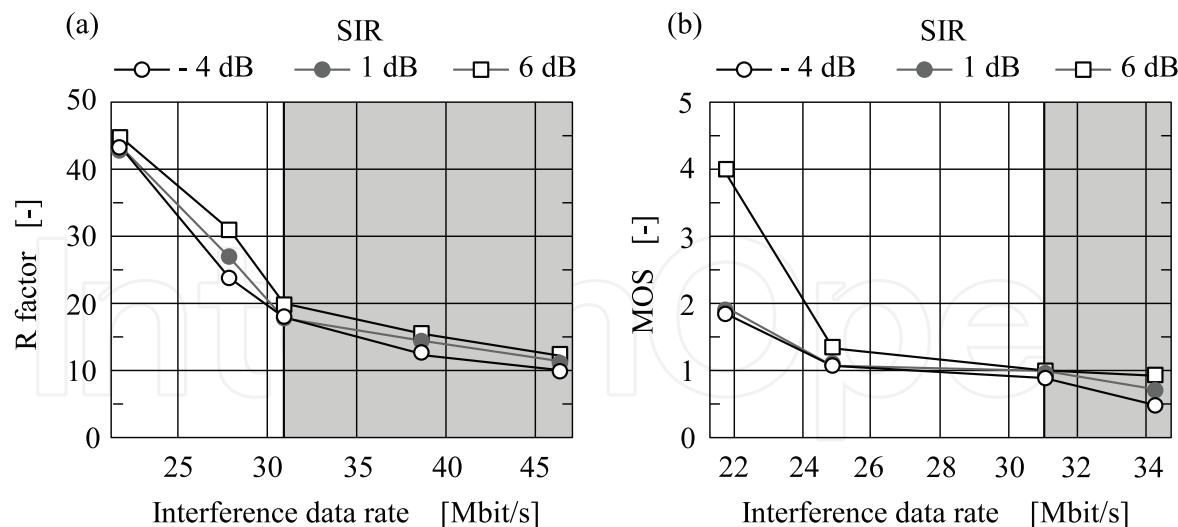 (a)
SIR
- 4 dB 1 dB 6 dB
50
40
30
20
10
0
R factor [-]
25 30 35 40 45
Interference data rate [Mbit/s]
(b)
SIR
- 4 dB 1 dB 6 dB
5
4
3
2
1
0
MOS [-]
22 24 26 28 30 32 34
Interference data rate [Mbit/s]
IntechOpe